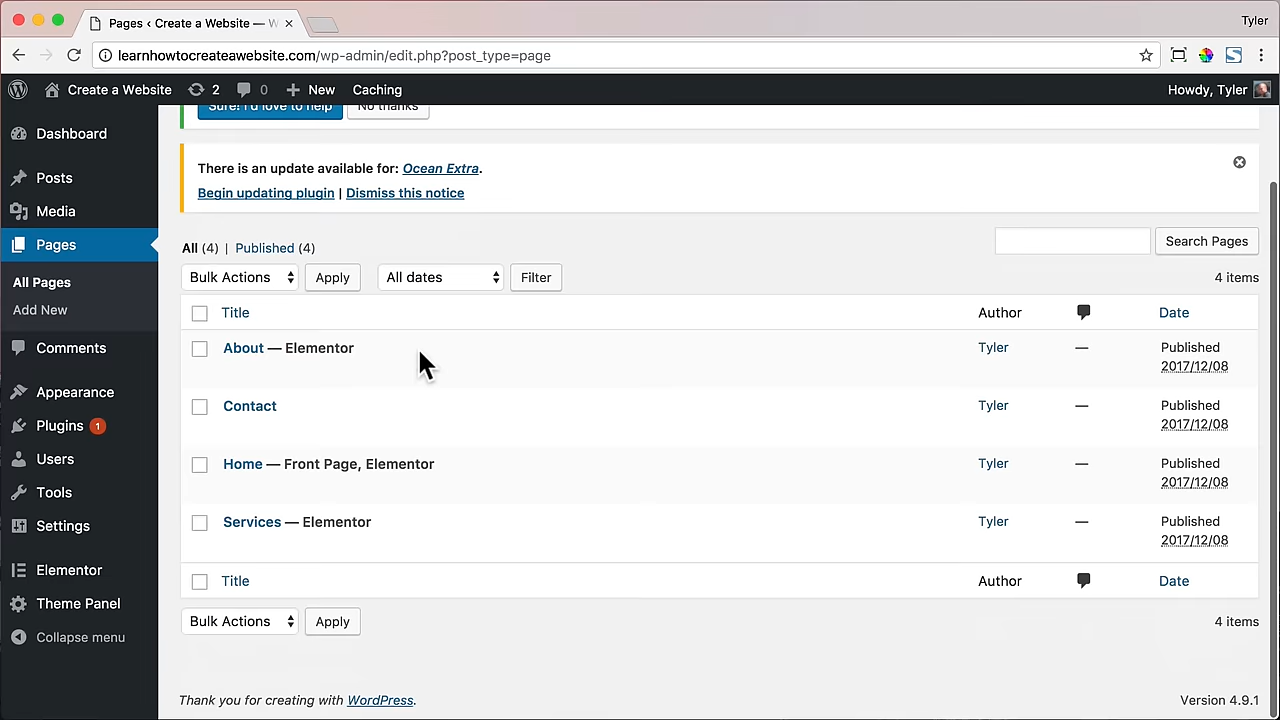 Pages ‹ Create a Website — W
Tyler
learnhowtocreateawebsite.com/wp-admin/edit.php?post_type=page
Create a Website 2 0 New Caching Howdy, Tyler
Sure! I'd love to help No thanks
Dashboard
There is an update available for: Ocean Extra.
Begin updating plugin | Dismiss this notice
Posts
Media
Pages
All Pages
Add New
Comments
Appearance
Plugins 1
Users
Tools
Settings
Elementor
Theme Panel
Collapse menu
All (4) | Published (4)
Search Pages
Bulk Actions Apply All dates Filter 4 items
Title Author Date
About — Elementor Tyler — Published
2017/12/08
Contact Tyler — Published
2017/12/08
Home — Front Page, Elementor Tyler — Published
2017/12/08
Services — Elementor Tyler — Published
2017/12/08
Title Author Date
Bulk Actions Apply 4 items
Thank you for creating with WordPress. Version 4.9.1